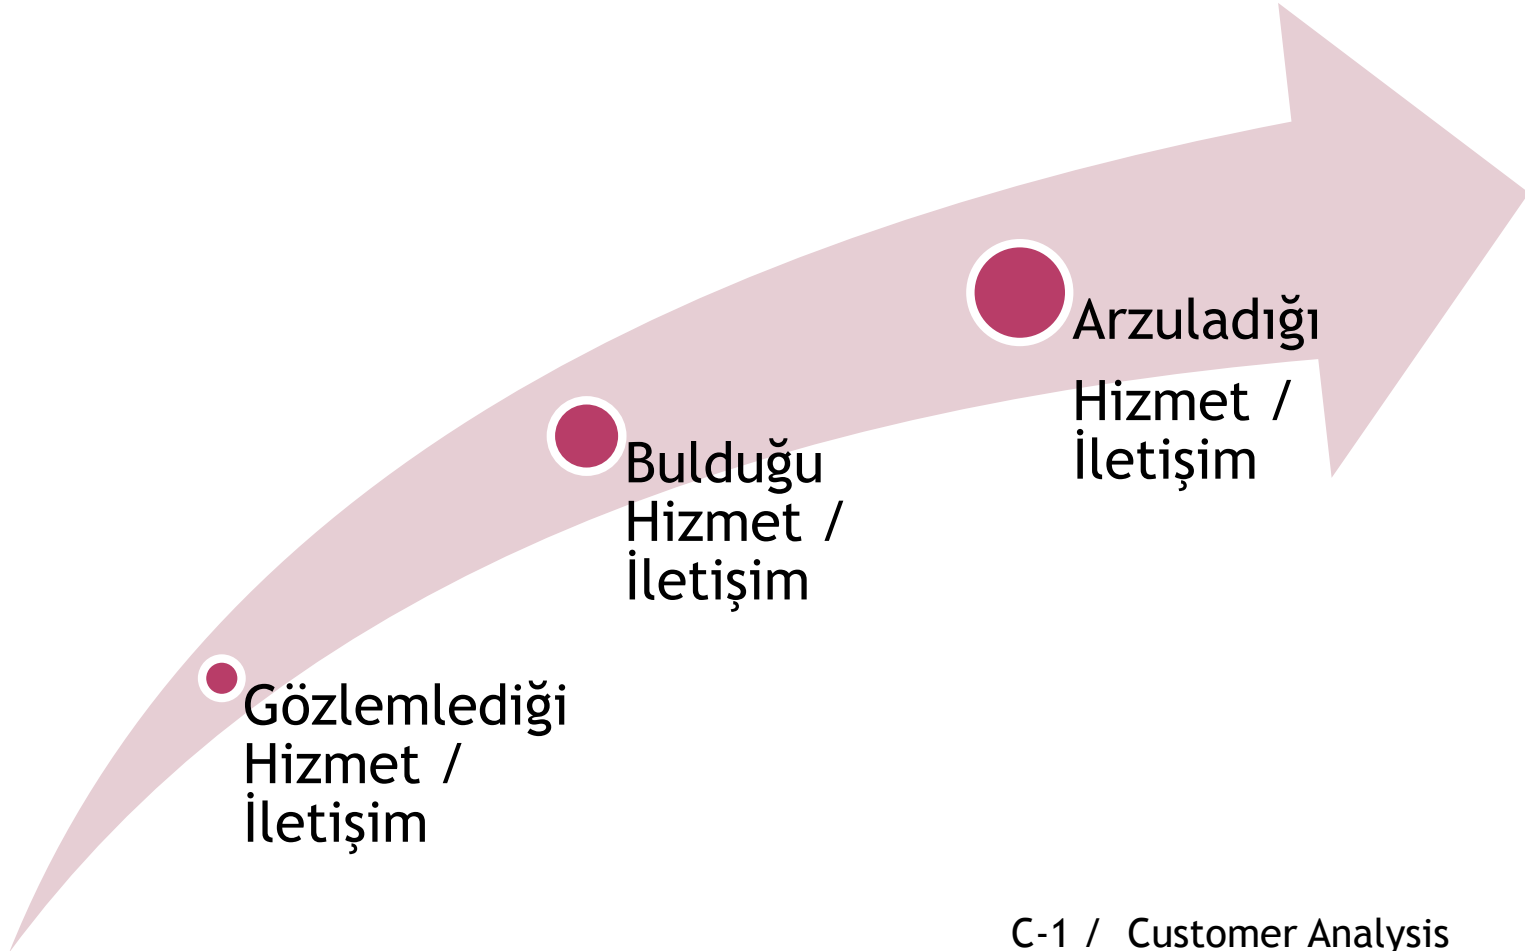 Arzuladığı
Hizmet /
İletişim
Bulduğu
Hizmet /
İletişim
Gözlemlediği
Hizmet /
İletişim
C-1 / Customer Analysis